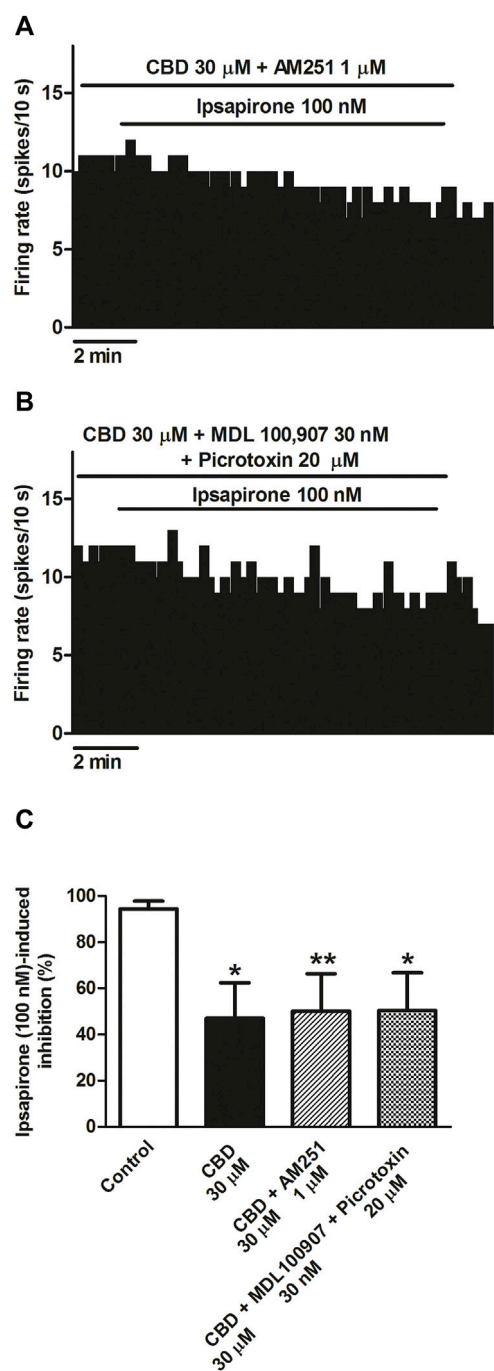 A
Firing rate (spikes/10 s)
15
10
5
0
CBD 30 μM + AM251 1 μM
Ipsapirone 100 nM
2 min
B
Firing rate (spikes/10 s)
15
10
5
0
CBD 30 μM + MDL 100,907 30 nM
+ Picrotoxin 20 μM
Ipsapirone 100 nM
2 min
C
Ipsapirone (100 nM)-induced
inhibition (%)
100
80
60
40
20
0
*
**
*
Control
CBD
30 μM
CBD + AM251
30 μM 1 μM
CBD + MDL100907 + Picrotoxin
30 μM 30 nM 20 μM